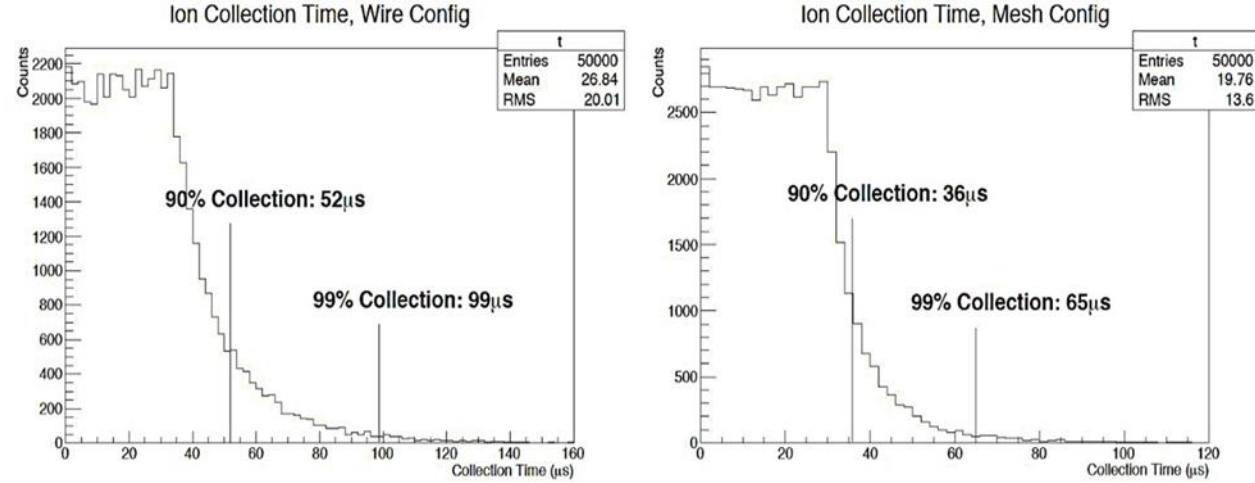 Ion Collection Time, Wire Config
Counts
t
Entries 50000
Mean 26.84
RMS 20.01
2200
2000
1800
1600
1400
1200
1000
800
600
400
200
0
90% Collection: 52μs
99% Collection: 99μs
0 20 40 60 80 100 120 140 160
Collection Time (μs)
Ion Collection Time, Mesh Config
Counts
t
Entries 50000
Mean 19.76
RMS 13.6
2500
2000
1500
1000
500
0
90% Collection: 36μs
99% Collection: 65μs
0 20 40 60 80 100 120
Collection Time (μs)